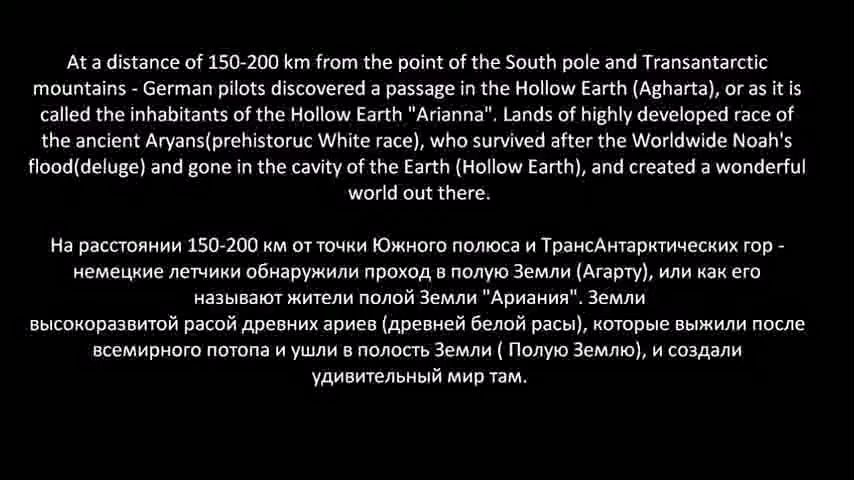 At a distance of 150-200 km from the point of the South pole and Transantarctic
mountains - German pilots discovered a passage in the Hollow Earth (Agharta), or as it is
called the inhabitants of the Hollow Earth "Arianna". Lands of highly developed race of
the ancient Aryans(prehistoruc White race), who survived after the Worldwide Noah's
flood(deluge) and gone in the cavity of the Earth (Hollow Earth), and created a wonderful
world out there.
На расстоянии 150-200 км от точки Южного полюса и ТрансАнтарктических гор -
немецкие летчики обнаружили проход в полую Земли (Агарту), или как его
называют жители полой Земли "Ариания". Земли
высокоразвитой расой древних ариев (древней белой расы), которые выжили после
всемирного потопа и ушли в полость Земли ( Полую Землю), и создали
удивительный мир там.